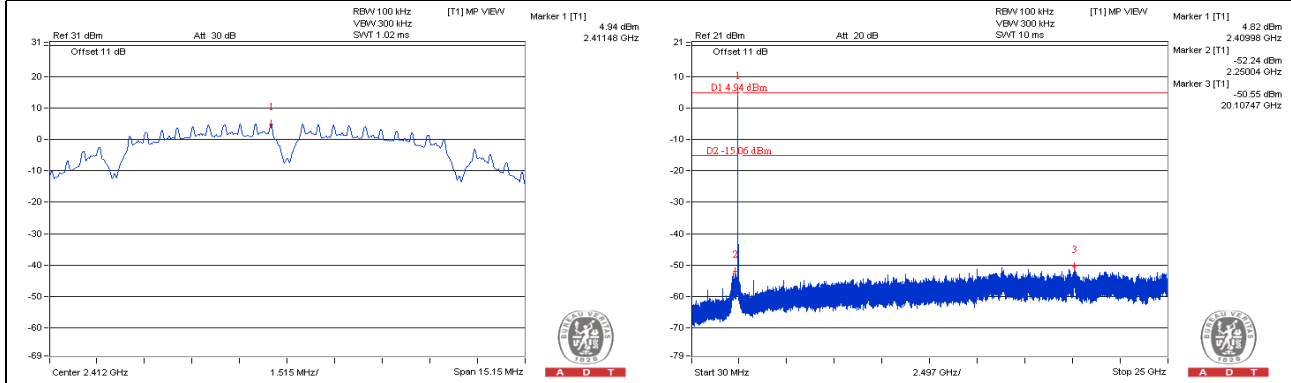 RBW 100 kHz [T1] MP VIEW
VBW 300 kHz
Ref 31 dBm Att 30 dB SWT 1.02 ms
Marker 1 [T1]
4.94 dBm
2.41148 GHz
31
Offset 11 dB
20
10
0
-10
-20
-30
-40
-50
-60
-69
1
Center 2.412 GHz 1.515 MHz/ Span 15.15 MHz
BUREAU VERITAS
1828
A D T
RBW 100 kHz [T1] MP VIEW
VBW 300 kHz
Ref 21 dBm Att 20 dB SWT 10 ms
Marker 1 [T1]
4.82 dBm
2.40998 GHz
Marker 2 [T1]
-52.24 dBm
2.25004 GHz
Marker 3 [T1]
-50.55 dBm
20.10747 GHz
21
Offset 11 dB
10
0
-10
-20
-30
-40
-50
-60
-70
-79
1
D1 4.94 dBm
D2 -15.06 dBm
2
3
Start 30 MHz 2.497 GHz/ Stop 25 GHz
BUREAU VERITAS
1828
A D T